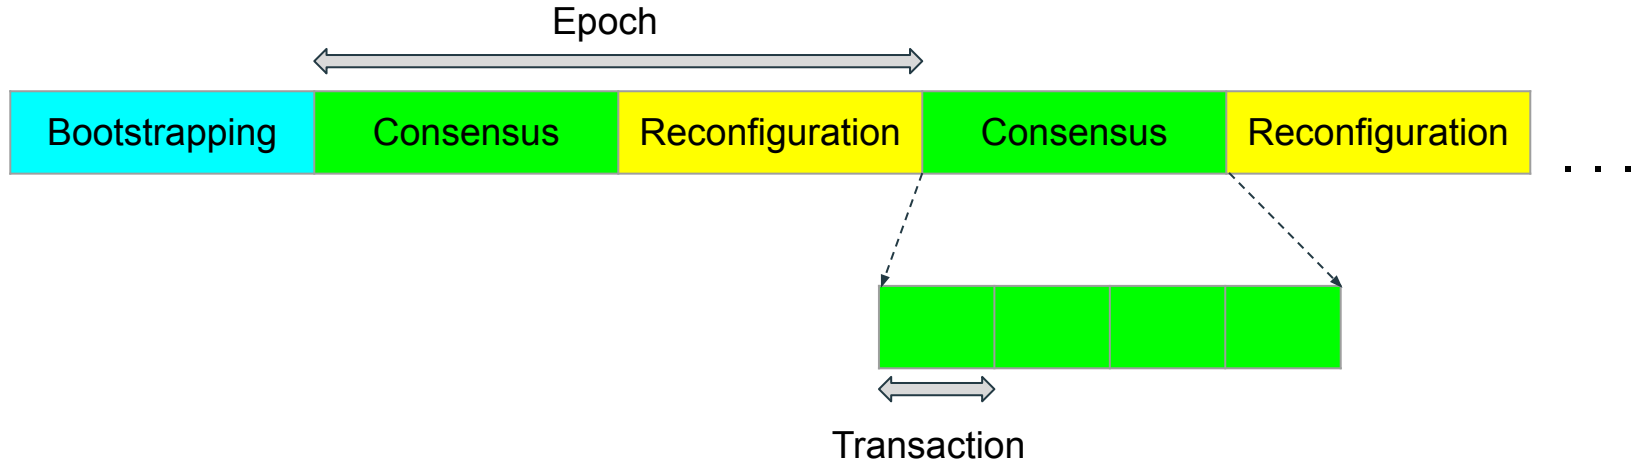 Epoch
Bootstrapping Consensus Reconfiguration Consensus Reconfiguration . . .
Transaction